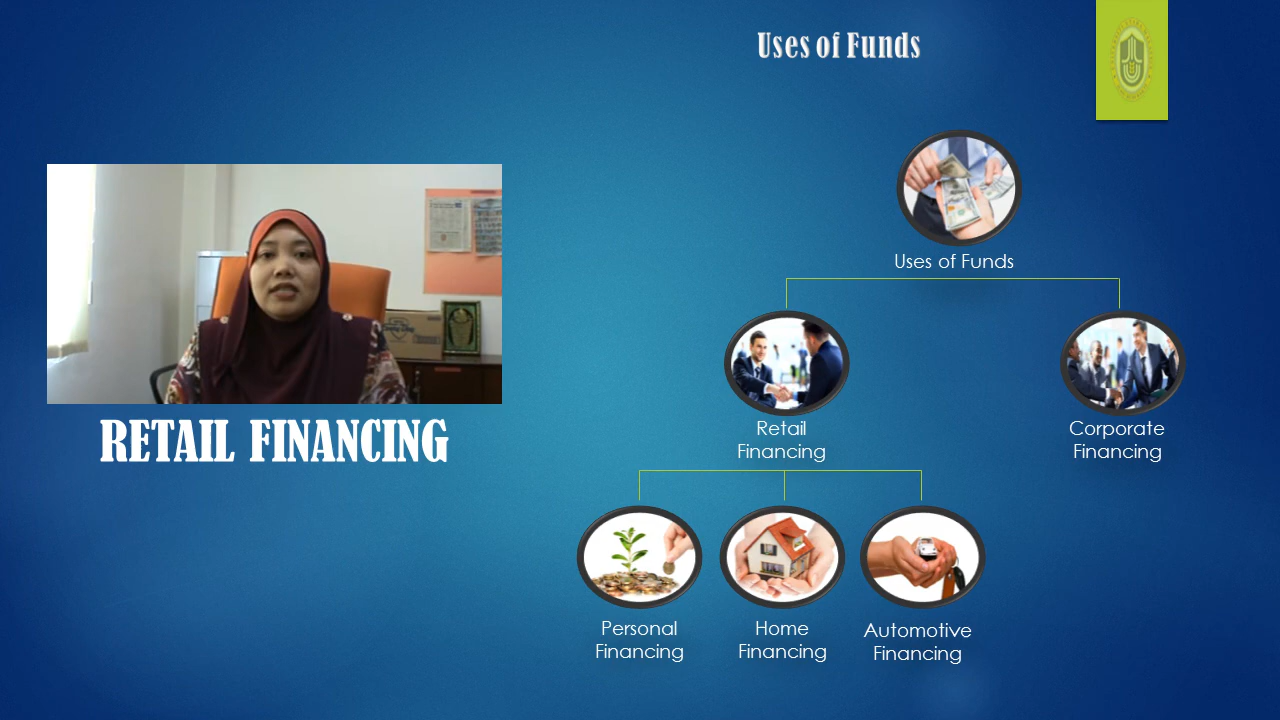 Uses of Funds
RETAIL FINANCING
Uses of Funds
Retail
Financing
Corporate
Financing
Personal
Financing
Home
Financing
Automotive
Financing